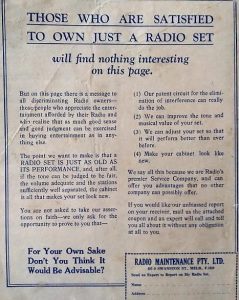 THOSE WHO ARE SATISFIED
TO OWN JUST A RADIO SET
will find nothing interesting
on this page.
But on this page there is a message to
all discriminating Radio owners—
those people who appreciate the enter-
tainment afforded by their Radio and
who realise that as much good sense
and good judgment can be exercised
in buying entertainment as in any-
thing else.
The point we want to make is that a
RADIO SET IS JUST AS OLD AS
ITS PERFORMANCE, and, after all,
if the tone can be judged to be fair,
the volume adequate and the stations
sufficiently well separated, the cabinet
is all that makes your set look new.
You are not asked to take our asser-
tions on faith—we only ask for the
opportunity to prove to you that—
For Your Own Sake
Don't You Think It
Would Be Advisable?
(1) Our patent circuit for the elimi-
nation of interference can really
do the job.
(2) We can improve the tone and
musical value of your set.
(3) We can adjust your set so that it
will perform better than ever
before.
(4) Make your cabinet look like
new.
We say all this because we are Radio's
premier Service Company, and can
offer you advantages that no other
company can possibly offer.
If you would like our unbiased report
on your receiver, mail us the attached
coupon and an expert will call and tell
you all about it without any obligation
at all to you.
RADIO MAINTENANCE PTY. LTD.
SWANSTON ST. MELB.
Send an Expert to Report on My Radio Set.
Name
Address